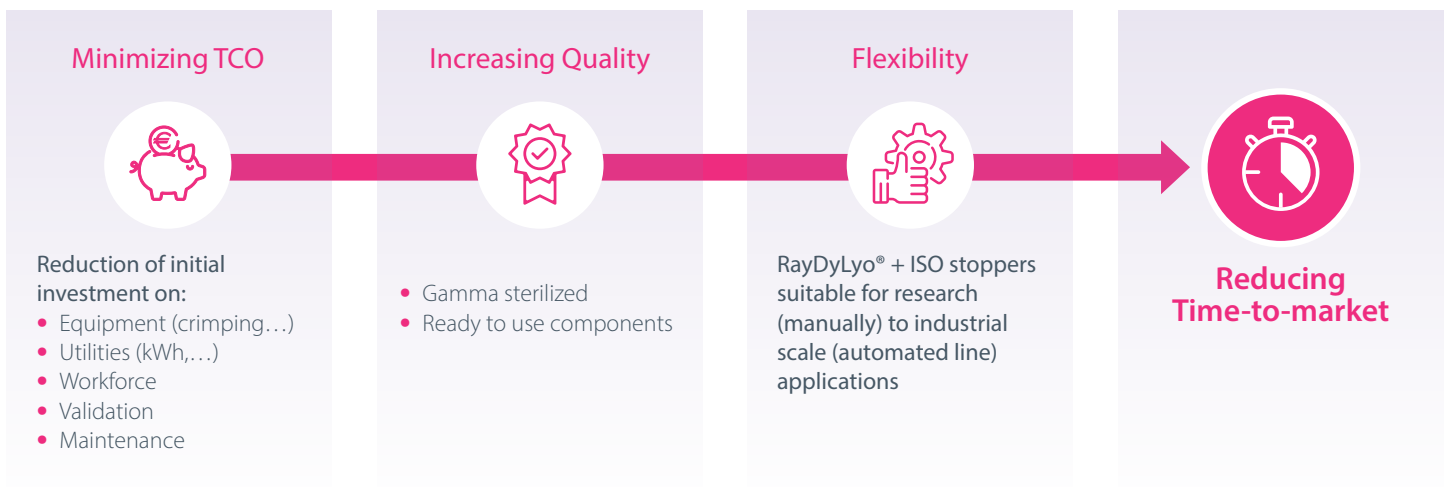 Minimizing TCO
Reduction of initial
investment on:
• Equipment (crimping…)
• Utilities (kWh,…)
• Workforce
• Validation
• Maintenance
Increasing Quality
• Gamma sterilized
• Ready to use components
Flexibility
RayDyLyo® + ISO stoppers
suitable for research
(manually) to industrial
scale (automated line)
applications
Reducing
Time-to-market